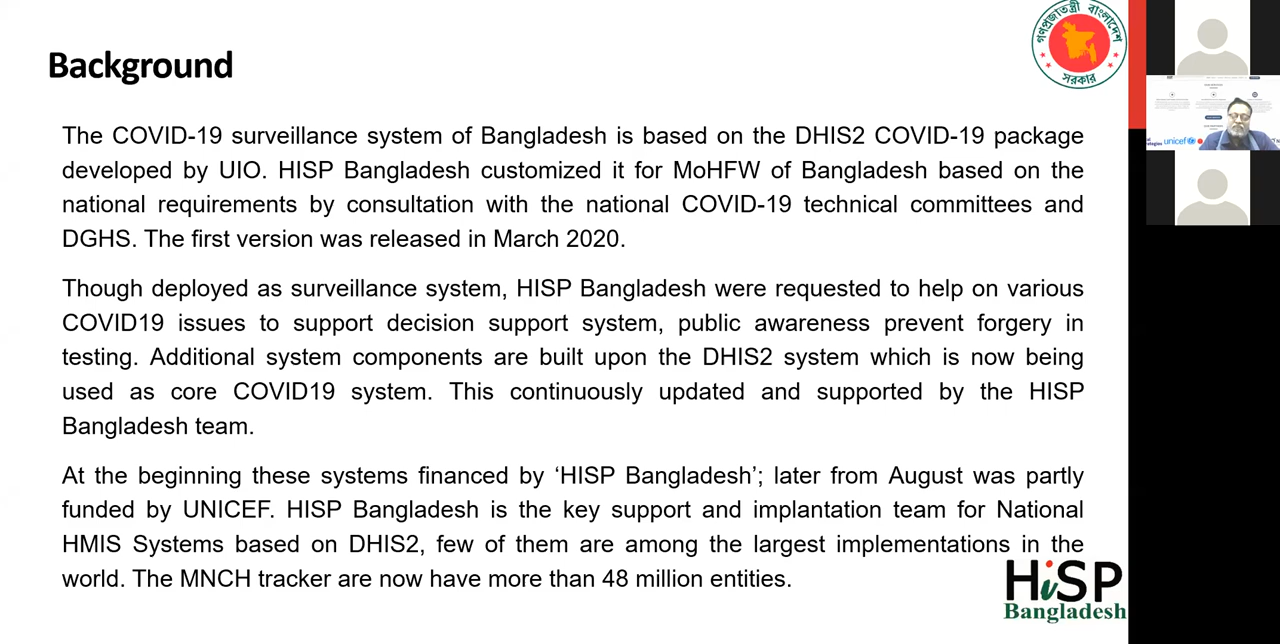 Background
গণপ্রজাতন্ত্রী বাংলাদেশ
সরকার
The COVID-19 surveillance system of Bangladesh is based on the DHIS2 COVID-19 package
developed by UIO. HISP Bangladesh customized it for MoHFW of Bangladesh based on the
national requirements by consultation with the national COVID-19 technical committees and
DGHS. The first version was released in March 2020.
Though deployed as surveillance system, HISP Bangladesh were requested to help on various
COVID19 issues to support decision support system, public awareness prevent forgery in
testing. Additional system components are built upon the DHIS2 system which is now being
used as core COVID19 system. This continuously updated and supported by the HISP
Bangladesh team.
At the beginning these systems financed by ‘HISP Bangladesh’; later from August was partly
funded by UNICEF. HISP Bangladesh is the key support and implantation team for National
HMIS Systems based on DHIS2, few of them are among the largest implementations in the
world. The MNCH tracker are now have more than 48 million entities.
HiSP
Bangladesh
unicef